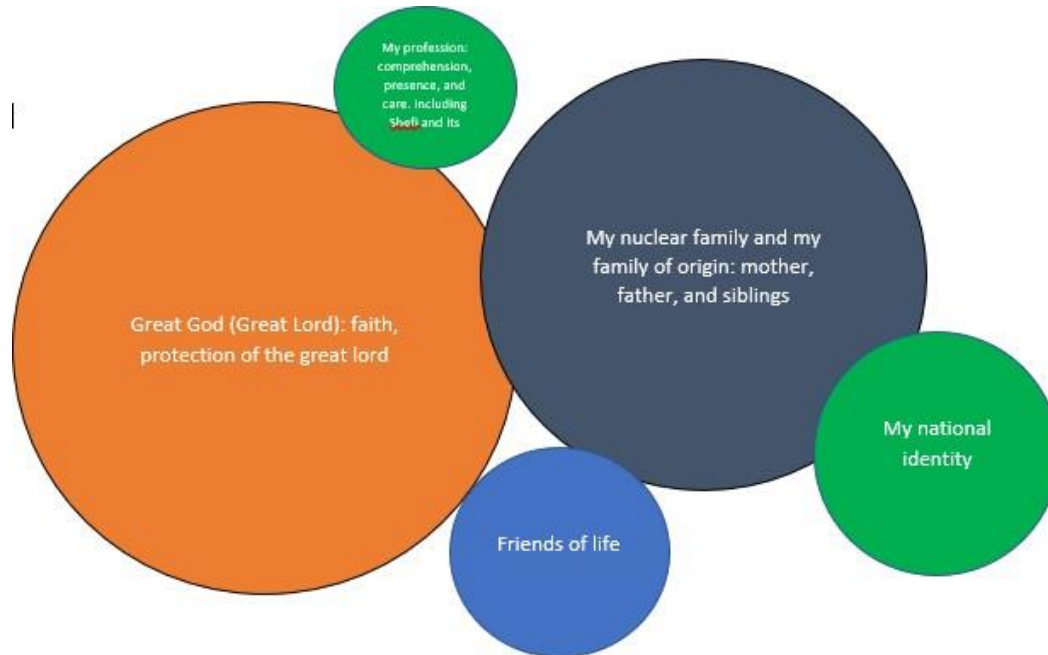 My profession:
comprehension,
presence, and
care. Including
Shefi and its
My nuclear family and my
family of origin: mother,
father, and siblings
Great God (Great Lord): faith,
protection of the great lord
My national
identity
Friends of life